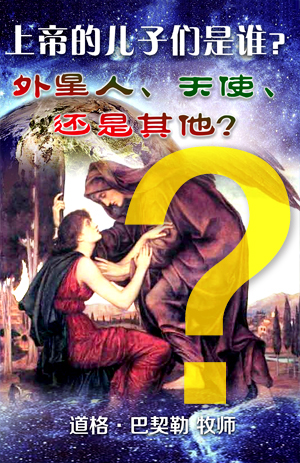 上帝的儿子们是谁?
外星人、天使、
还是其他?
?
道格·巴契勒 牧师